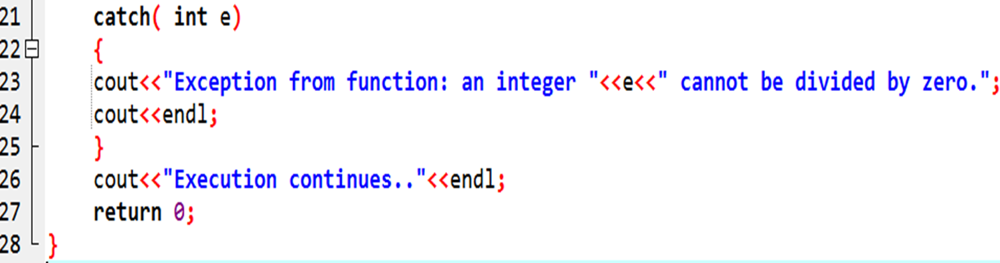 21 catch( int e)
22 {
23 cout<<"Exception from function: an integer "<<e<<" cannot be divided by zero.";
24 cout<<endl;
25 }
26 cout<<"Execution continues.."<<endl;
27 return 0;
28 }